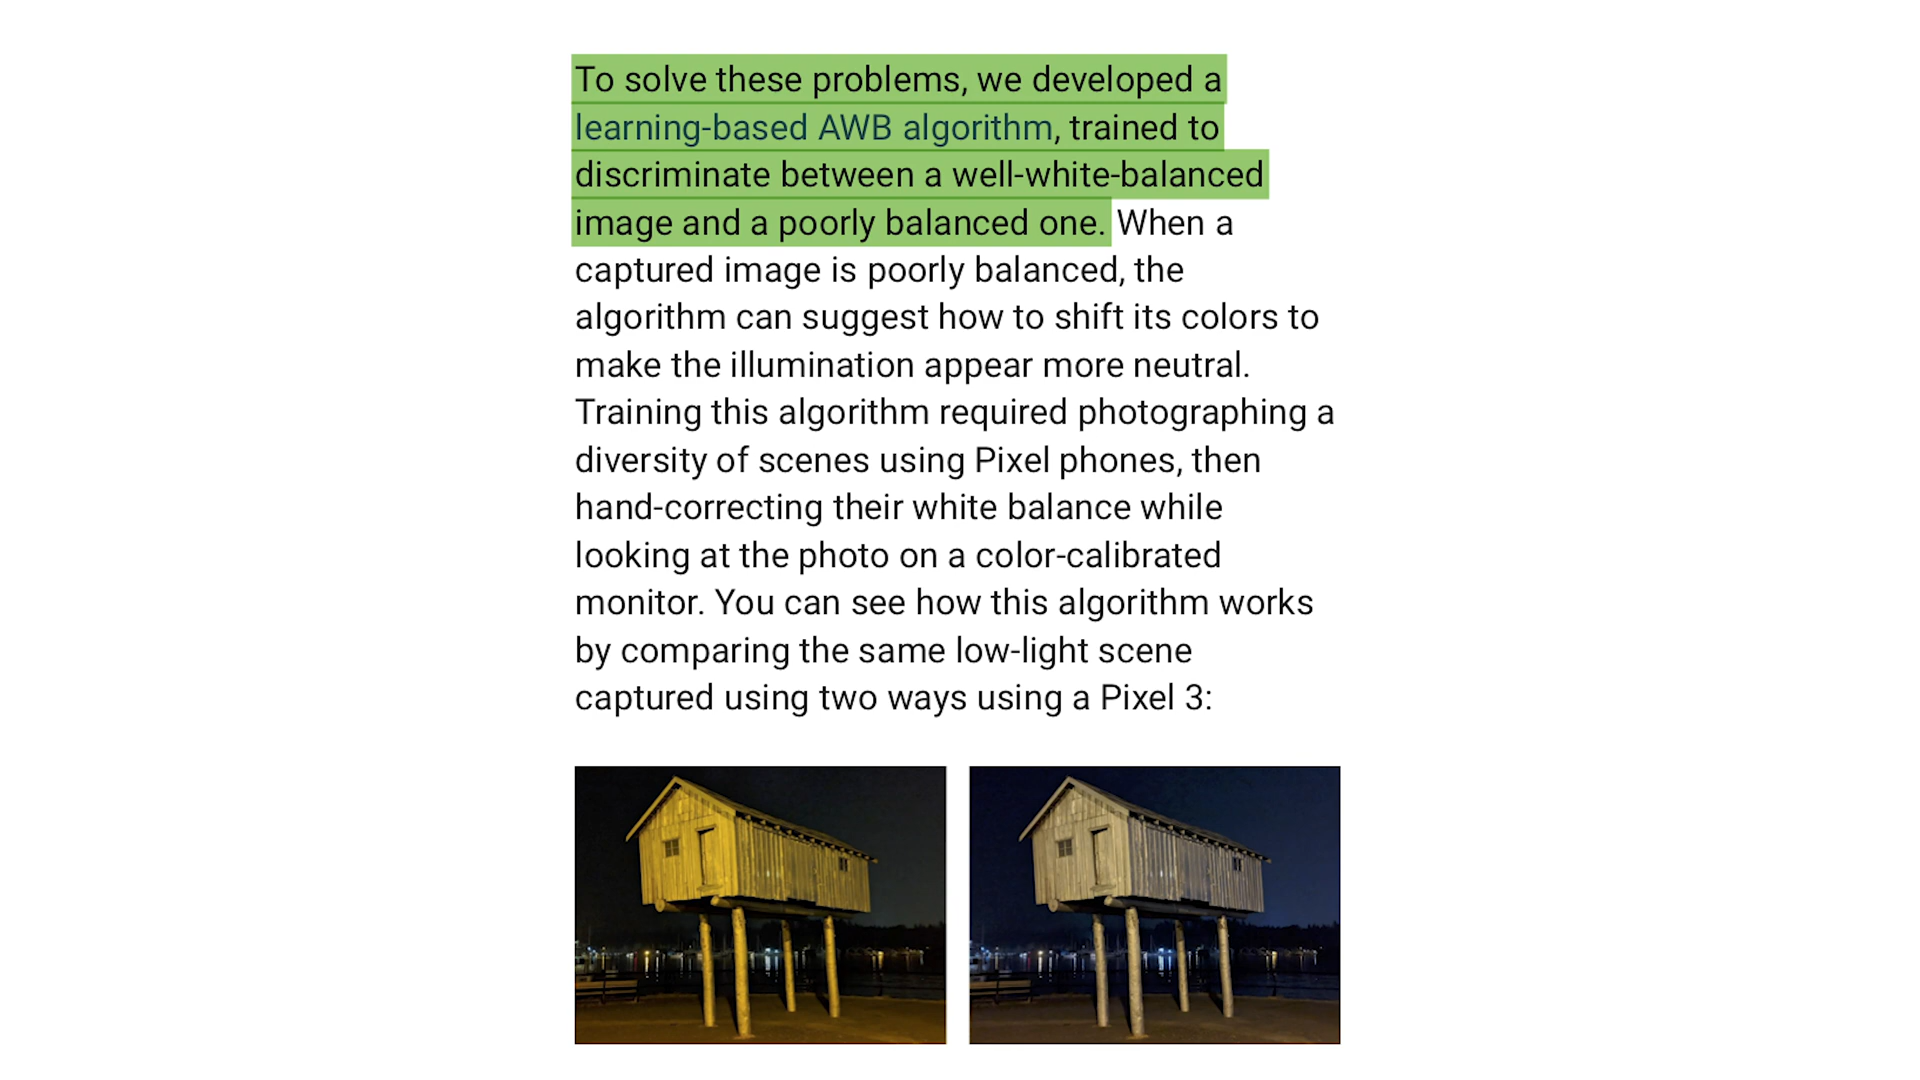 To solve these problems, we developed a
learning-based AWB algorithm, trained to
discriminate between a well-white-balanced
image and a poorly balanced one. When a
captured image is poorly balanced, the
algorithm can suggest how to shift its colors to
make the illumination appear more neutral.
Training this algorithm required photographing a
diversity of scenes using Pixel phones, then
hand-correcting their white balance while
looking at the photo on a color-calibrated
monitor. You can see how this algorithm works
by comparing the same low-light scene
captured using two ways using a Pixel 3: